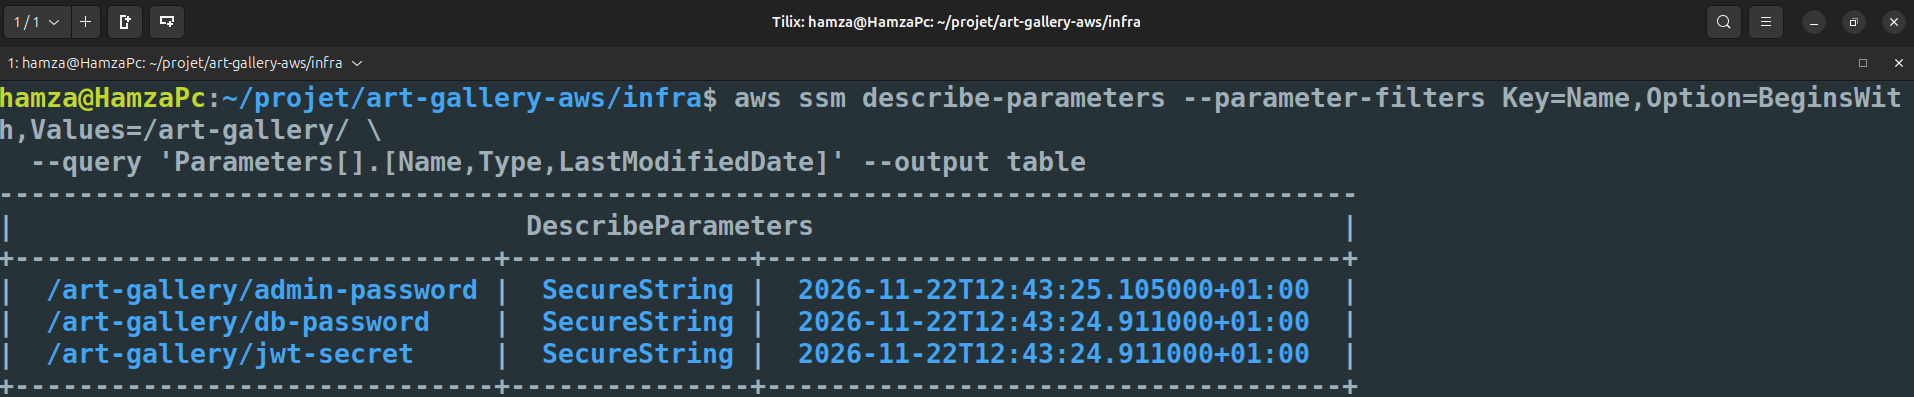 1 / 1
Tilix: hamza@HamzaPc: ~/projet/art-gallery-aws/infra
1: hamza@HamzaPc: ~/projet/art-gallery-aws/infra
hamza@HamzaPc:~/projet/art-gallery-aws/infra$ aws ssm describe-parameters --parameter-filters Key=Name,Option=BeginsWit
h,Values=/art-gallery/ \
  --query 'Parameters[].[Name,Type,LastModifiedDate]' --output table
-------------------------------------------------------------------------------------
|                                DescribeParameters                                 |
+------------------------------+---------------+------------------------------------+
|  /art-gallery/admin-password |  SecureString |  2026-11-22T12:43:25.105000+01:00  |
|  /art-gallery/db-password    |  SecureString |  2026-11-22T12:43:24.911000+01:00  |
|  /art-gallery/jwt-secret     |  SecureString |  2026-11-22T12:43:24.911000+01:00  |
+------------------------------+---------------+------------------------------------+